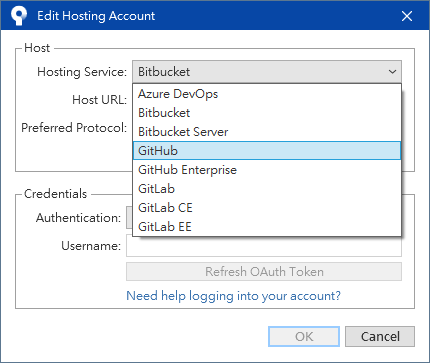 Edit Hosting Account
Host
Hosting Service: Bitbucket
Host URL:
Preferred Protocol:
Azure DevOps
Bitbucket
Bitbucket Server
GitHub
GitHub Enterprise
GitLab
GitLab CE
GitLab EE
Credentials
Authentication:
Username:
Refresh OAuth Token
Need help logging into your account?
OK Cancel